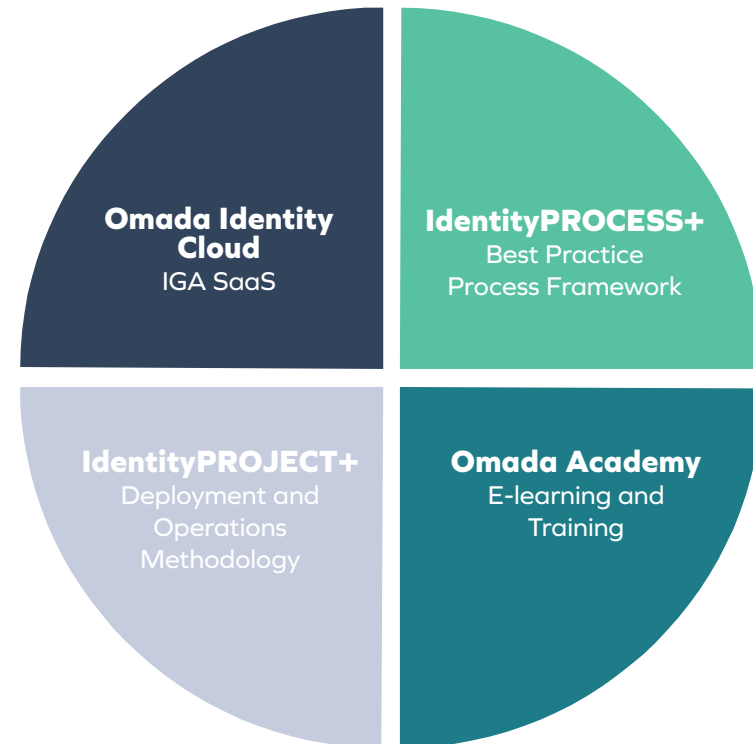 Omada Identity
Cloud
IGA SaaS
IdentityPROCESS+
Best Practice
Process Framework
IdentityPROJECT+
Deployment and
Operations
Methodology
Omada Academy
E-learning and
Training